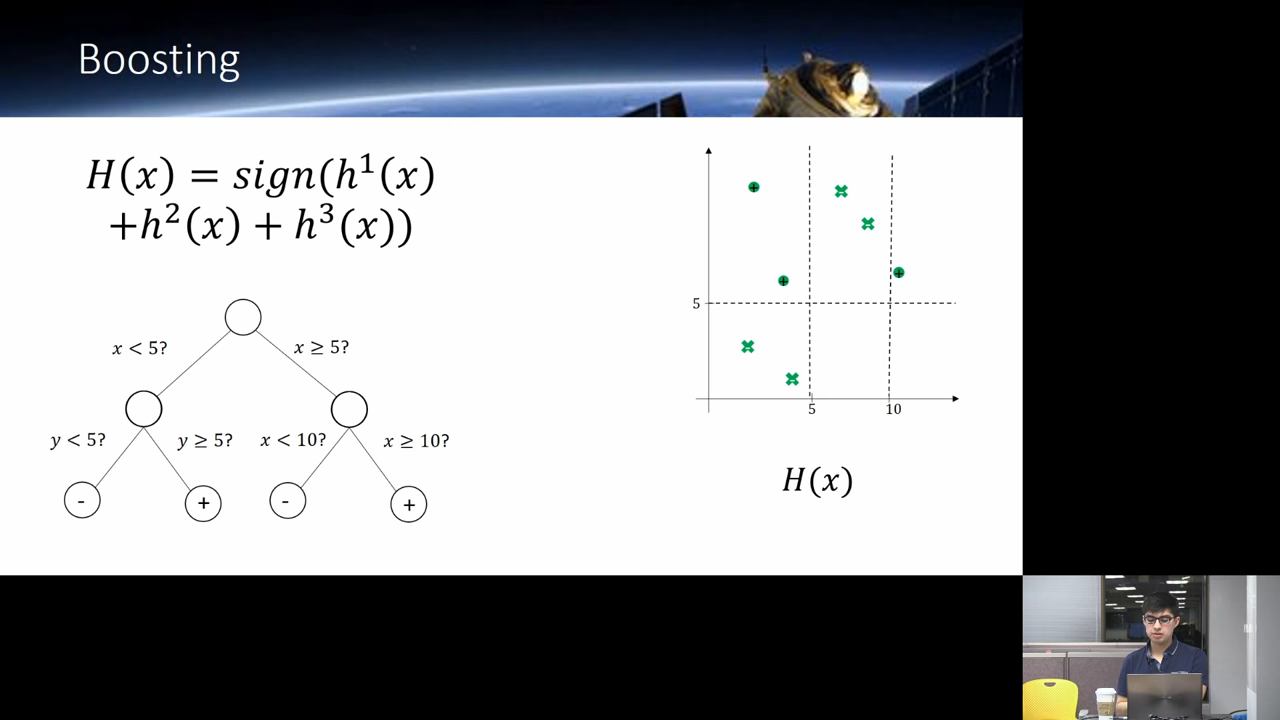 Boosting
H(x) = sign(h¹(x)
+h²(x) + h³(x))
x < 5?
x ≥ 5?
y < 5?
y ≥ 5?
x < 10?
x ≥ 10?
-
+
-
+
5
5
10
H(x)